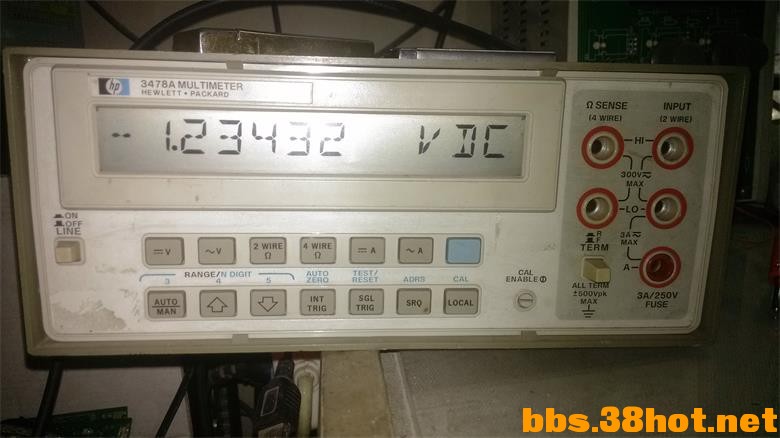 hp
3478A MULTIMETER
HEWLETT • PACKARD
-1.23432 VDC
Ω SENSE
(4 WIRE)
INPUT
(2 WIRE)
HI
300V
MAX
LO
3A
MAX
A
3A/250V
FUSE
R
F
TERM
ALL TERM
±500Vpk
MAX
ON
OFF
LINE
V
~V
2 WIRE
Ω
4 WIRE
Ω
A
~A
RANGE/N DIGIT
3
4
5
AUTO
ZERO
TEST/
RESET
ADRS
CAL
AUTO
MAN
INT
TRIG
SGL
TRIG
SRQ
LOCAL
CAL
ENABLE
bbs.38hot.net